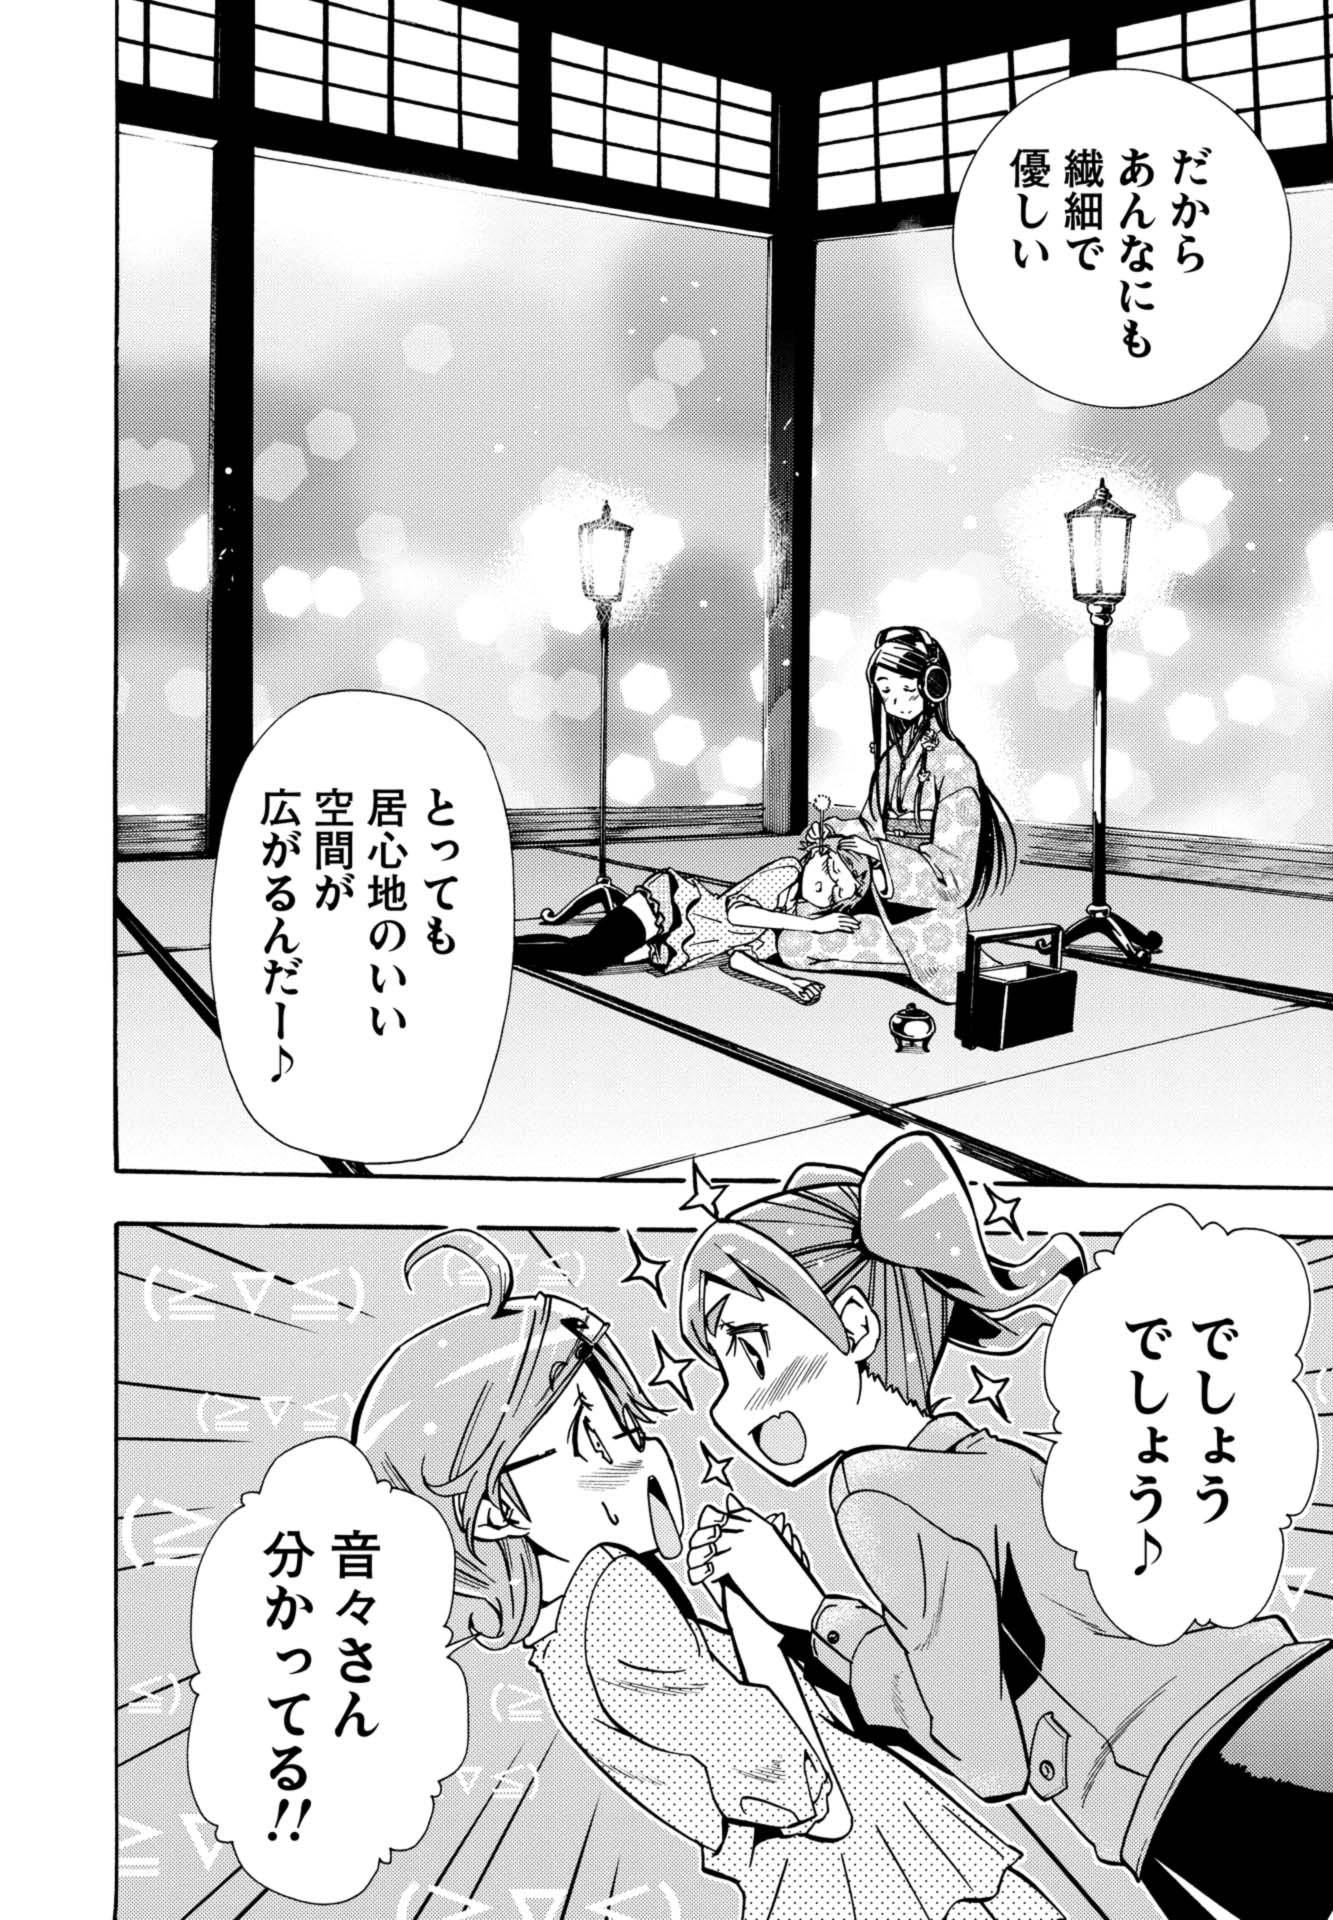 だから
あんなにも
繊細で
優しい
とっても
居心地のいい
空間が
広がるんだー♪
でしょう
でしょう♪
音々さん
分かってる!!
(≧∇≦)
(≧∇≦)
(≧∇≦)
(≧
≦)
(≧
∇≦)
(≧∇≦)